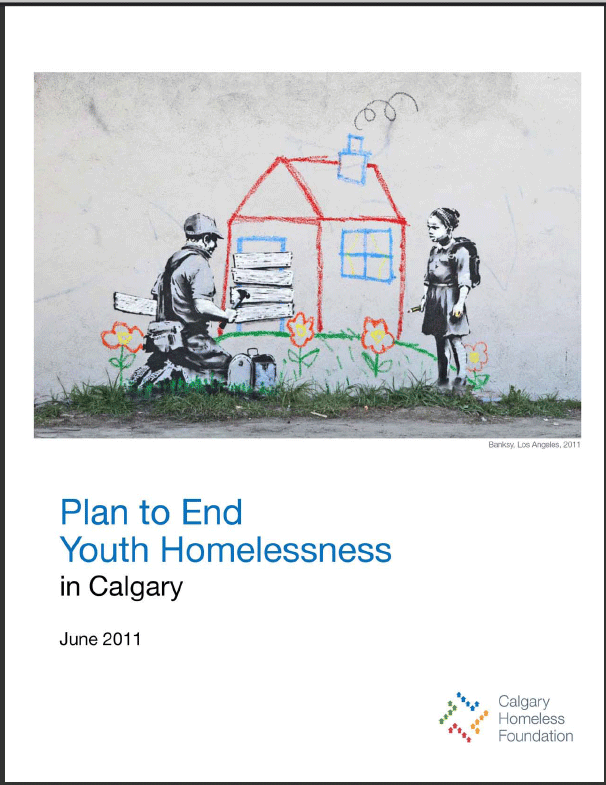 Banksy, Los Angeles, 2011
Plan to End
Youth Homelessness
in Calgary
June 2011
Calgary
Homeless
Foundation